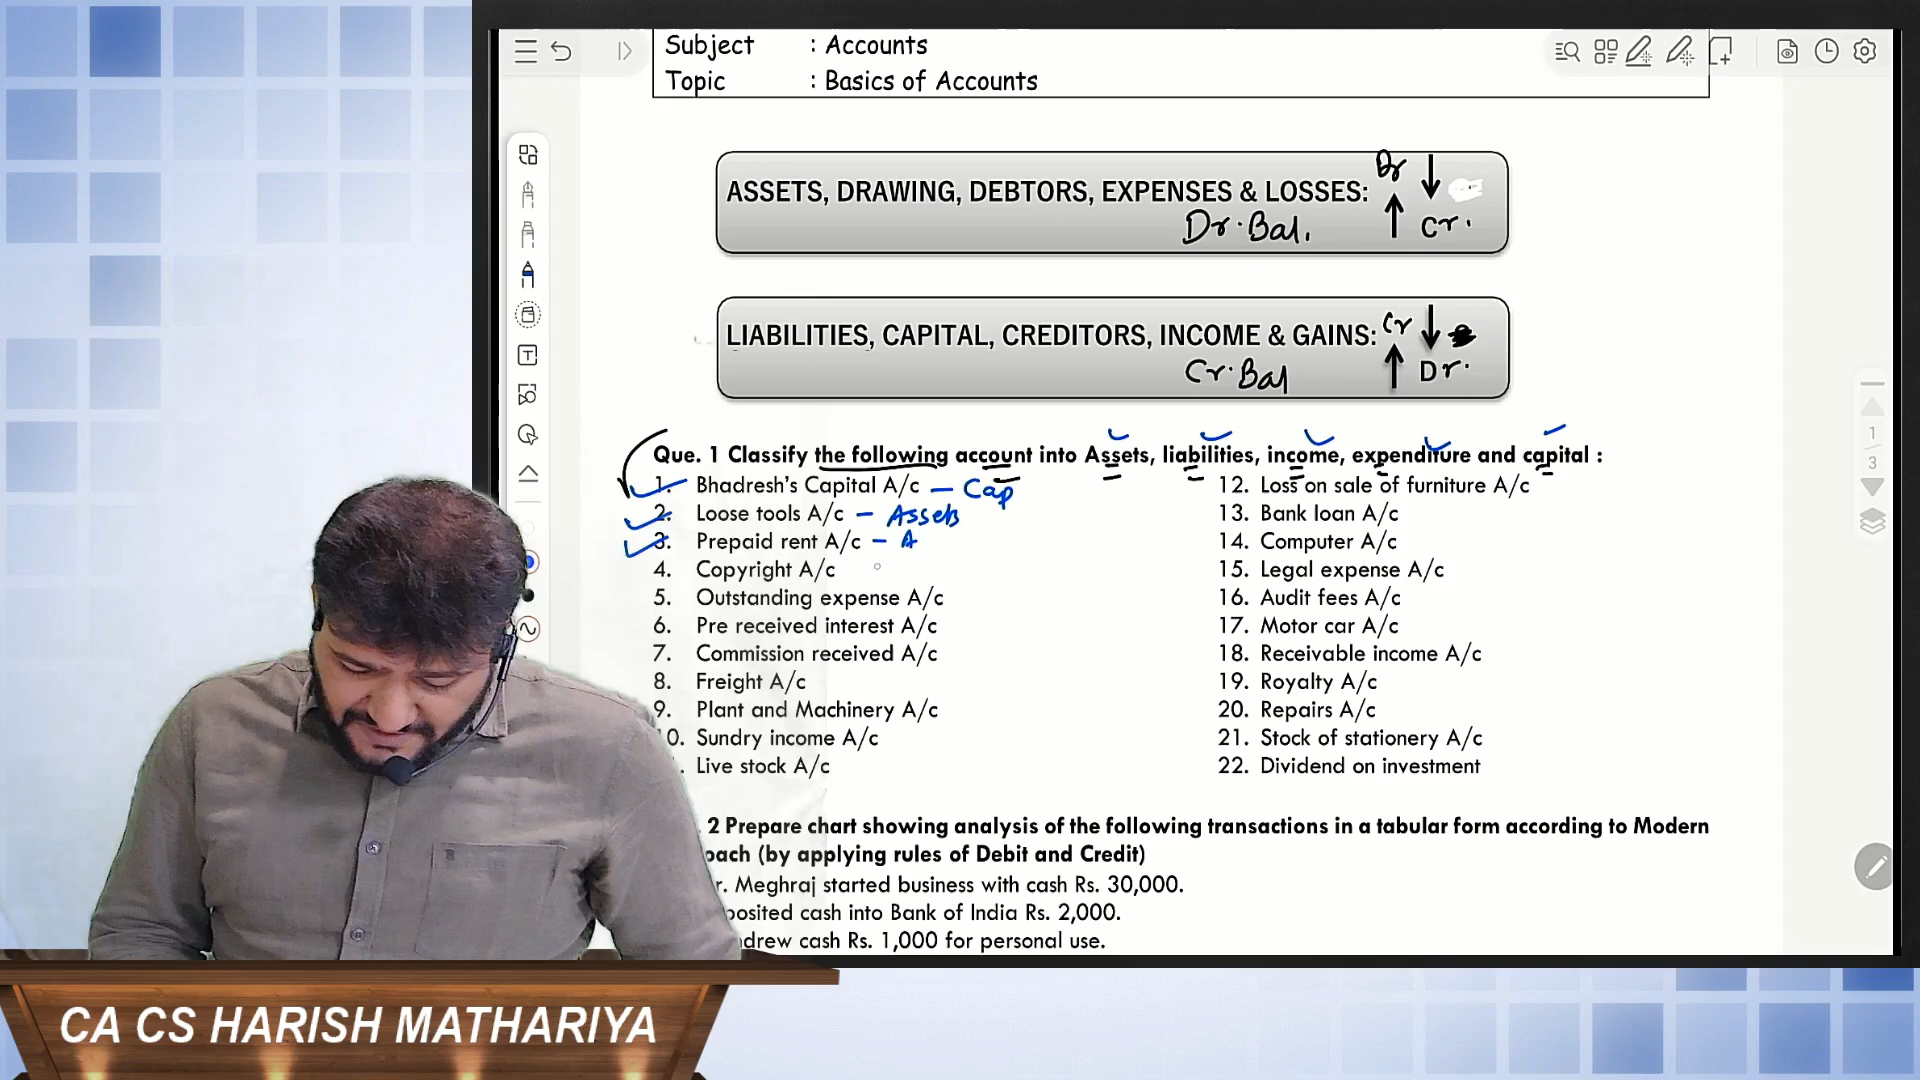 Subject : Accounts
Topic : Basics of Accounts
ASSETS, DRAWING, DEBTORS, EXPENSES & LOSSES: Dr ↑ ↓ Cr.
Dr. Bal.
LIABILITIES, CAPITAL, CREDITORS, INCOME & GAINS: Cr ↑ ↓ Dr.
Cr. Bal
Que. 1 Classify the following account into Assets, liabilities, income, expenditure and capital :
1. Bhadresh's Capital A/c – Cap
2. Loose tools A/c – Assets
3. Prepaid rent A/c – A
4. Copyright A/c
5. Outstanding expense A/c
6. Pre received interest A/c
7. Commission received A/c
8. Freight A/c
9. Plant and Machinery A/c
0. Sundry income A/c
. Live stock A/c
12. Loss on sale of furniture A/c
13. Bank loan A/c
14. Computer A/c
15. Legal expense A/c
16. Audit fees A/c
17. Motor car A/c
18. Receivable income A/c
19. Royalty A/c
20. Repairs A/c
21. Stock of stationery A/c
22. Dividend on investment
. 2 Prepare chart showing analysis of the following transactions in a tabular form according to Modern
oach (by applying rules of Debit and Credit)
r. Meghraj started business with cash Rs. 30,000.
posited cash into Bank of India Rs. 2,000.
drew cash Rs. 1,000 for personal use.
1
3
CA CS HARISH MATHARIYA